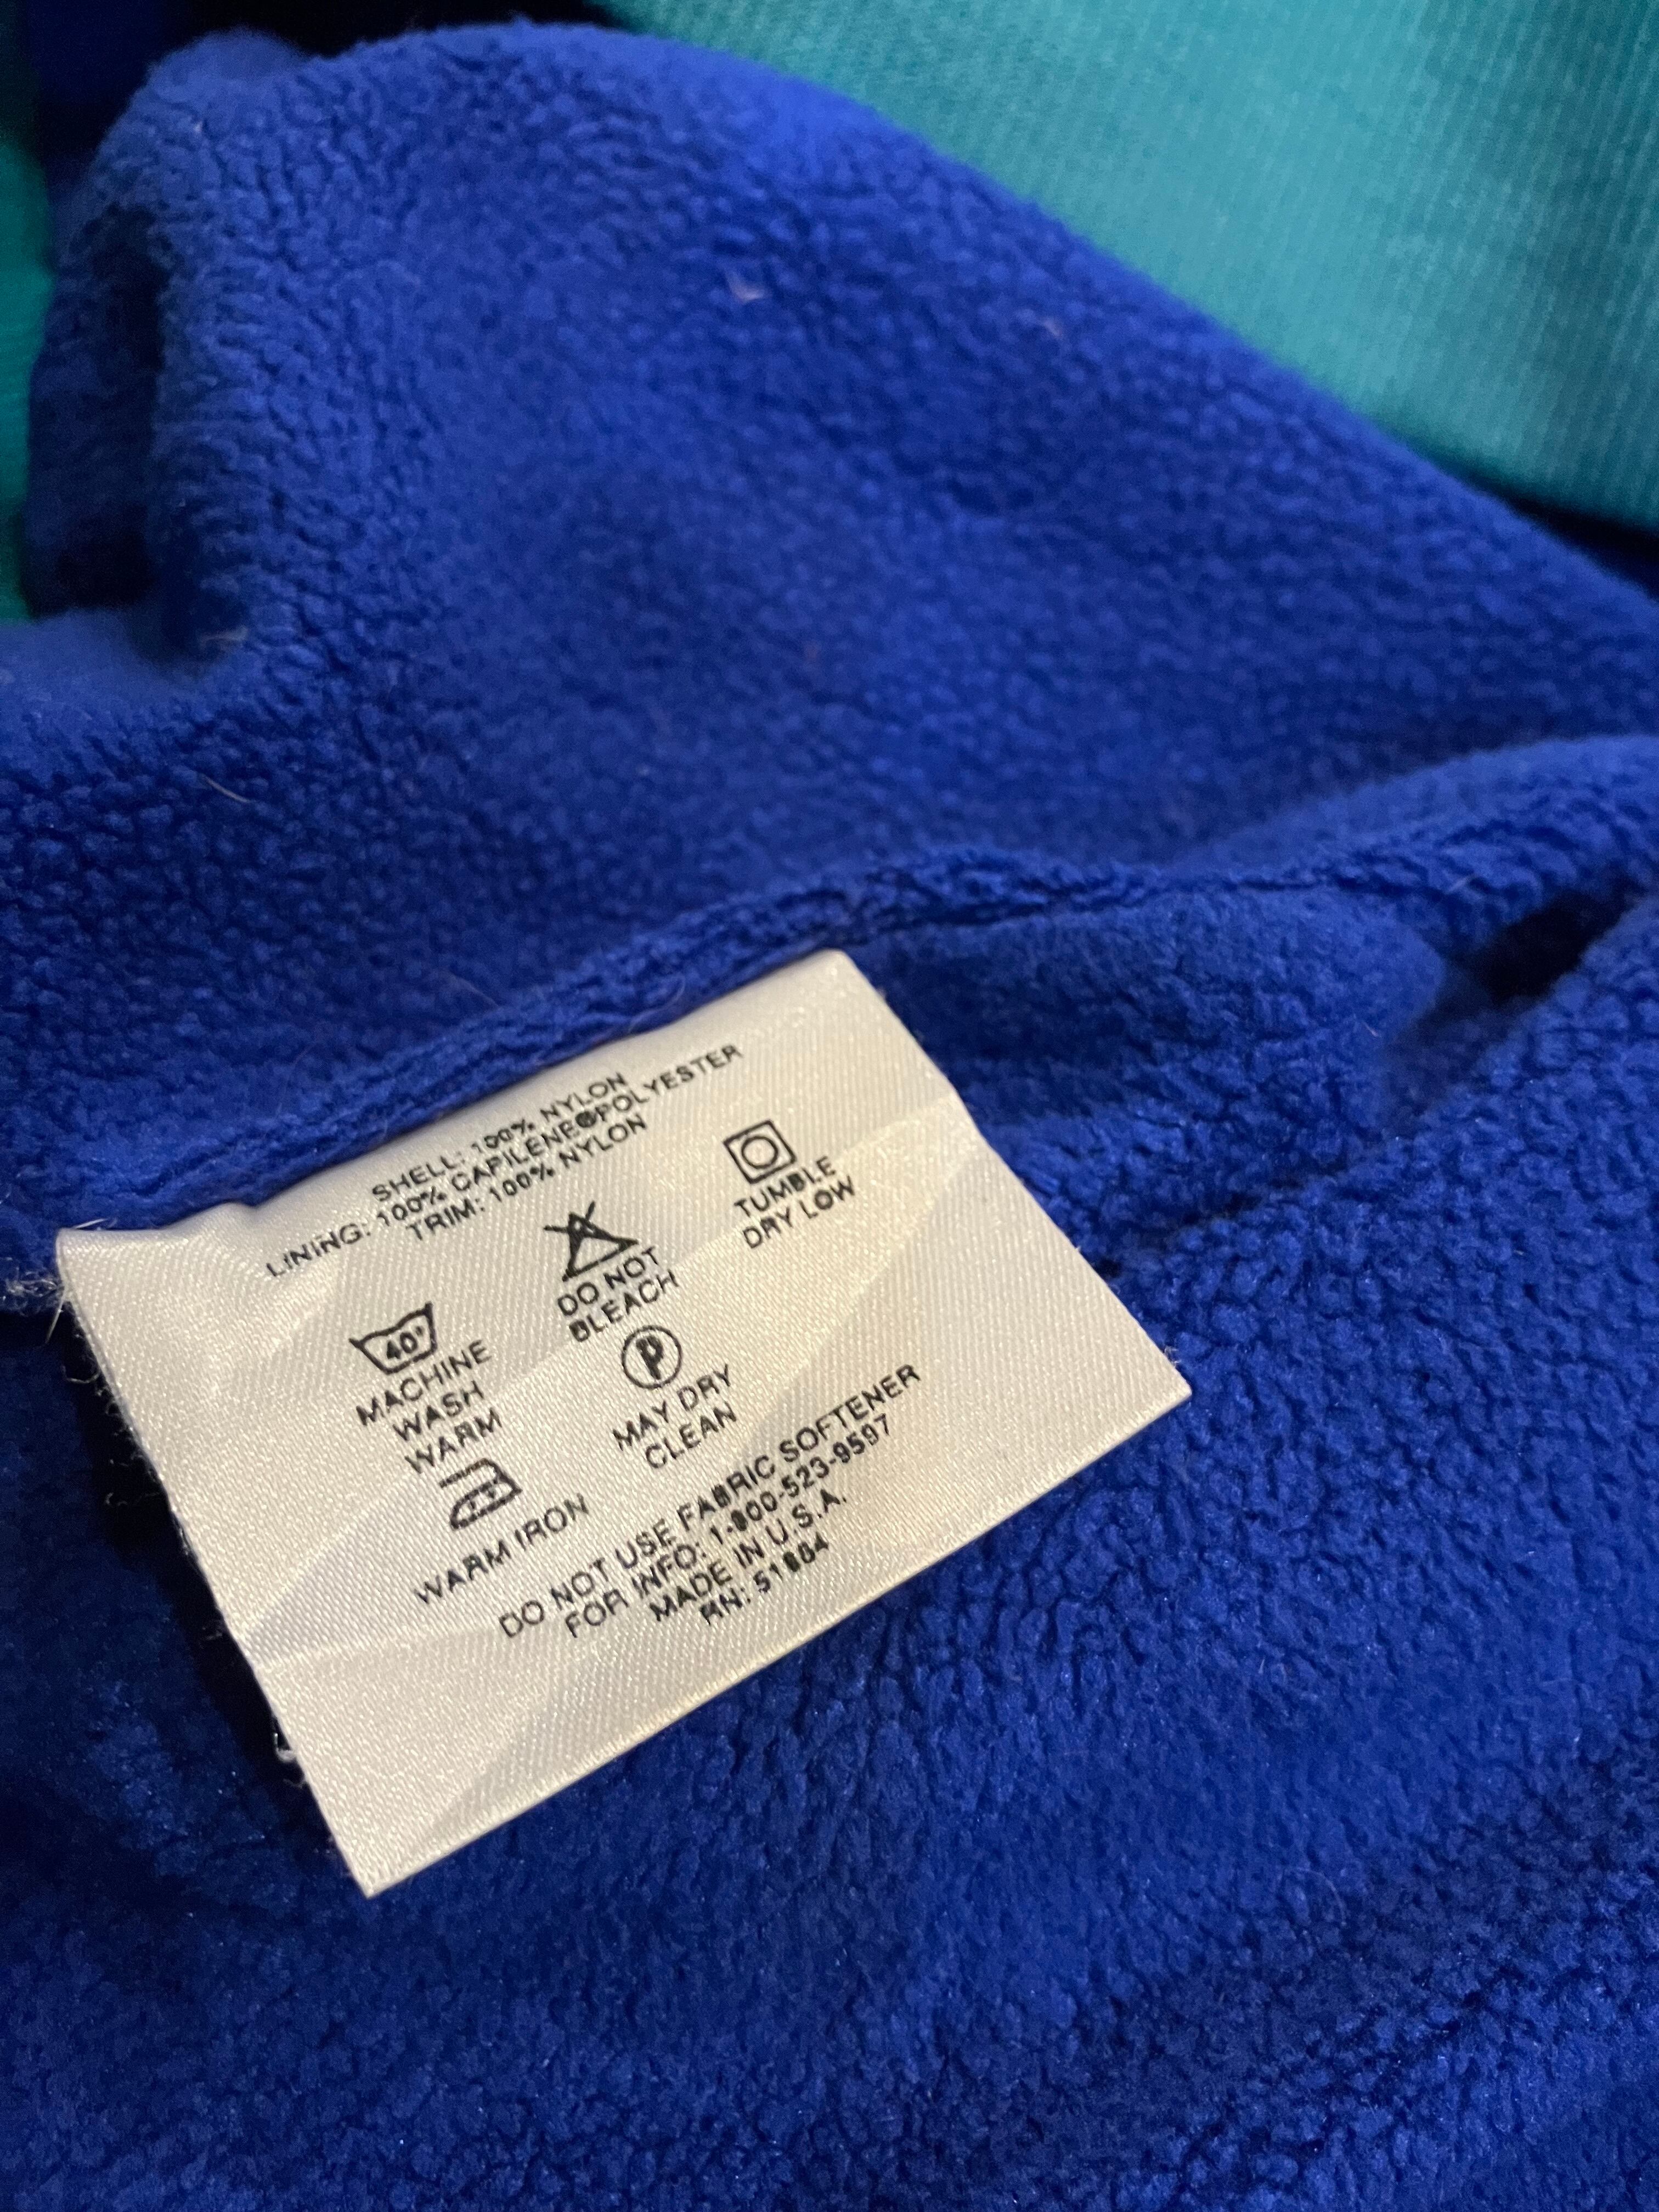 SHELL: 100% NYLON
LINING: 100% CAPILENE®POLYESTER
TRIM: 100% NYLON
40°
MACHINE
WASH
WARM
DO NOT
BLEACH
TUMBLE
DRY LOW
WARM IRON
P
MAY DRY
CLEAN
DO NOT USE FABRIC SOFTENER
FOR INFO: 1-800-523-9597
MADE IN U.S.A.
RN: 51884